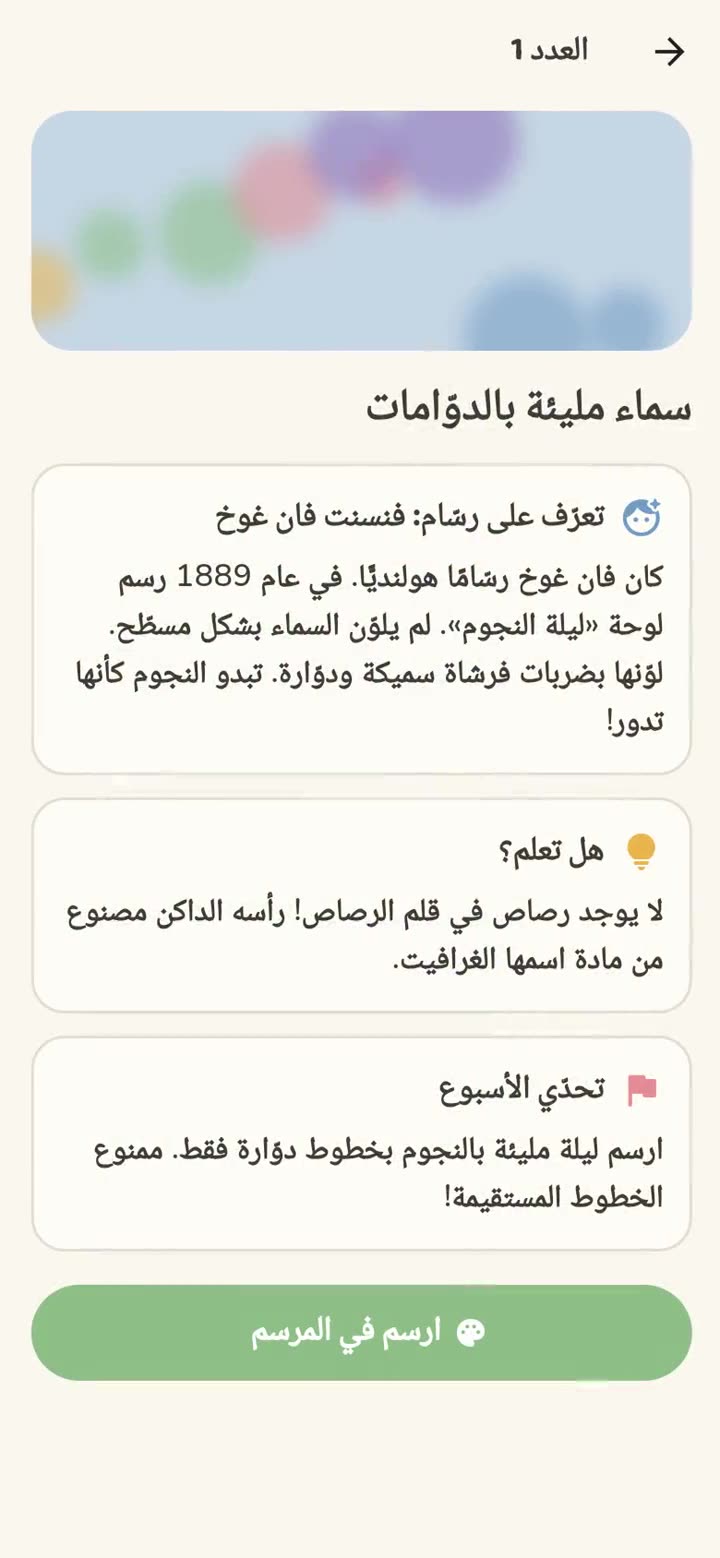 العدد 1
سماء مليئة بالدوّامات
تعرّف على رسّام: فنسنت فان غوخ
كان فان غوخ رسّامًا هولنديًّا. في عام 1889 رسم
لوحة «ليلة النجوم». لم يلوّن السماء بشكل مسطّح.
لوّنها بضربات فرشاة سميكة ودوّارة. تبدو النجوم كأنها
تدور!
هل تعلم؟
لا يوجد رصاص في قلم الرصاص! رأسه الداكن مصنوع
من مادة اسمها الغرافيت.
تحدّي الأسبوع
ارسم ليلة مليئة بالنجوم بخطوط دوّارة فقط. ممنوع
الخطوط المستقيمة!
ارسم في المرسم